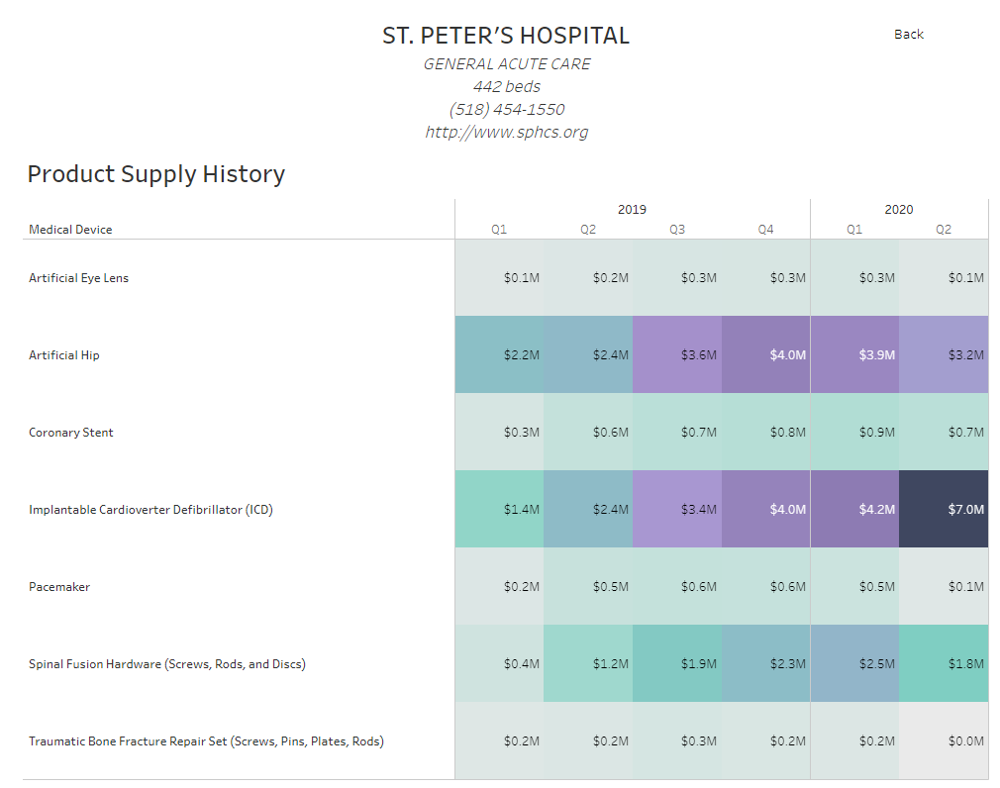 ST. PETER’S HOSPITAL
Back
GENERAL ACUTE CARE
442 beds
(518) 454-1550
http://www.sphcs.org
Product Supply History
2019 2020
Medical Device Q1 Q2 Q3 Q4 Q1 Q2
Artificial Eye Lens $0.1M $0.2M $0.3M $0.3M $0.3M $0.1M
Artificial Hip $2.2M $2.4M $3.6M $4.0M $3.9M $3.2M
Coronary Stent $0.3M $0.6M $0.7M $0.8M $0.9M $0.7M
Implantable Cardioverter Defibrillator (ICD) $1.4M $2.4M $3.4M $4.0M $4.2M $7.0M
Pacemaker $0.2M $0.5M $0.6M $0.6M $0.5M $0.1M
Spinal Fusion Hardware (Screws, Rods, and Discs) $0.4M $1.2M $1.9M $2.3M $2.5M $1.8M
Traumatic Bone Fracture Repair Set (Screws, Pins, Plates, Rods) $0.2M $0.2M $0.3M $0.2M $0.2M $0.0M